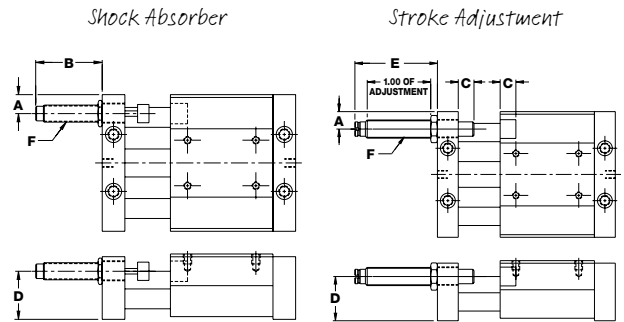 Shock Absorber
Stroke Adjustment
B
A
F
D
E
1.00 OF
ADJUSTMENT
C
C
A
F
D